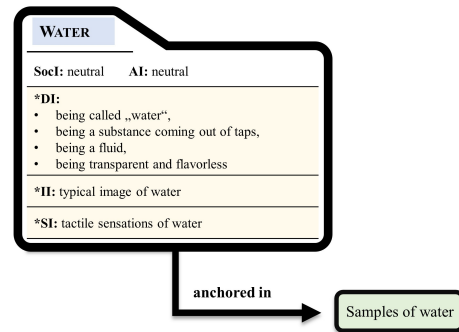 WATER
SocI: neutral AI: neutral
*DI:
• being called „water“,
• being a substance coming out of taps,
• being a fluid,
• being transparent and flavorless
*II: typical image of water
*SI: tactile sensations of water
anchored in
Samples of water